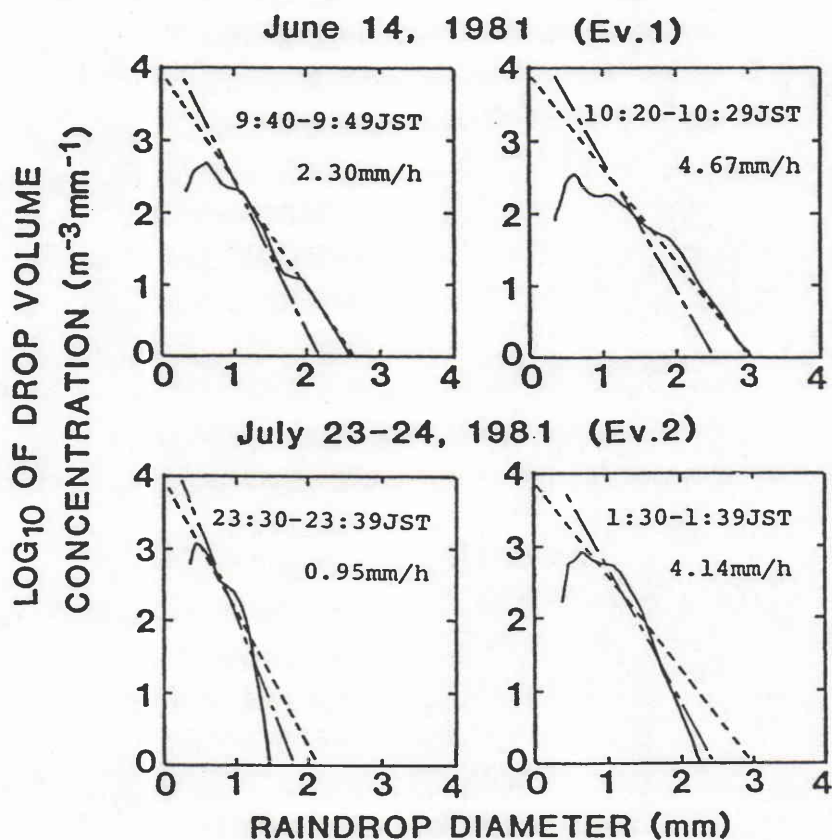 June 14, 1981 (Ev.1)
LOG10 OF DROP VOLUME
CONCENTRATION (m−3mm−1)
4
3
2
1
0
0 1 2 3 4
9:40-9:49JST
2.30mm/h
4
3
2
1
0
0 1 2 3 4
10:20-10:29JST
4.67mm/h
July 23-24, 1981 (Ev.2)
4
3
2
1
0
0 1 2 3 4
23:30-23:39JST
0.95mm/h
4
3
2
1
0
0 1 2 3 4
1:30-1:39JST
4.14mm/h
RAINDROP DIAMETER (mm)